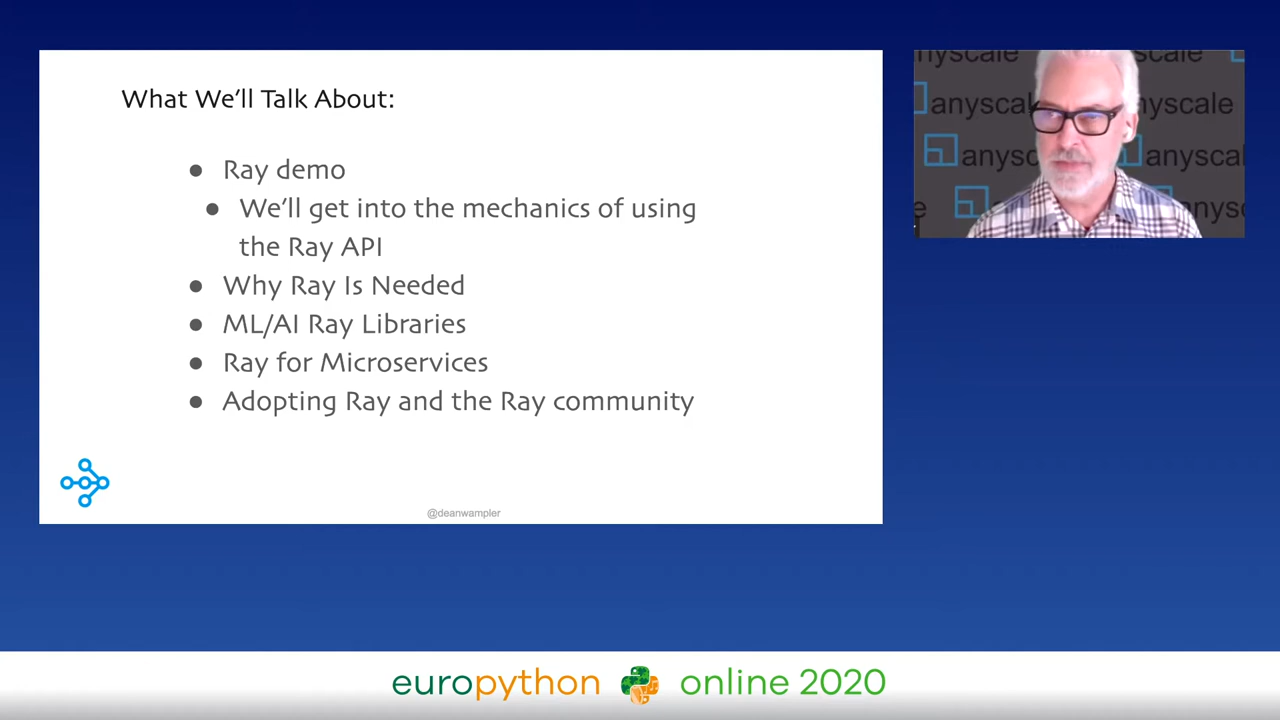 What We'll Talk About:
● Ray demo
● We'll get into the mechanics of using
the Ray API
● Why Ray Is Needed
● ML/AI Ray Libraries
● Ray for Microservices
● Adopting Ray and the Ray community
@deanwampler
anyscale
anyscale
anyscale
europython online 2020